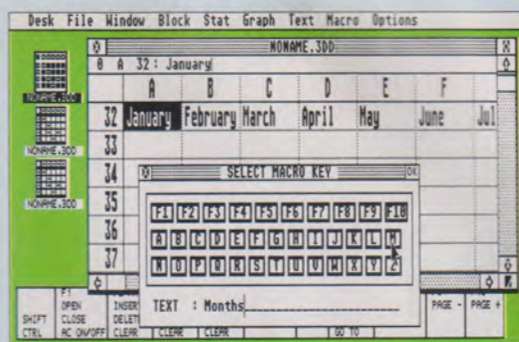 Desk File Window Block Stat Graph Text Macro Options
NONAME.3DD
0 A 32: January
A B C D E F
32 January February March April May June Jul
33
34
35
36
37
NONAME.3DD
NONAME.3DD
NONAME.3DD
SELECT MACRO KEY OK
F1 F2 F3 F4 F5 F6 F7 F8 F9 F10
A B C D E F G H I J K L M
N O P Q R S T U V W X Y Z
TEXT : Months
F1
OPEN INSER PAGE - PAGE +
SHIFT CLOSE DELET
CTRL AC ON/OFF CLEAR CLEAR CLEAR GO TO